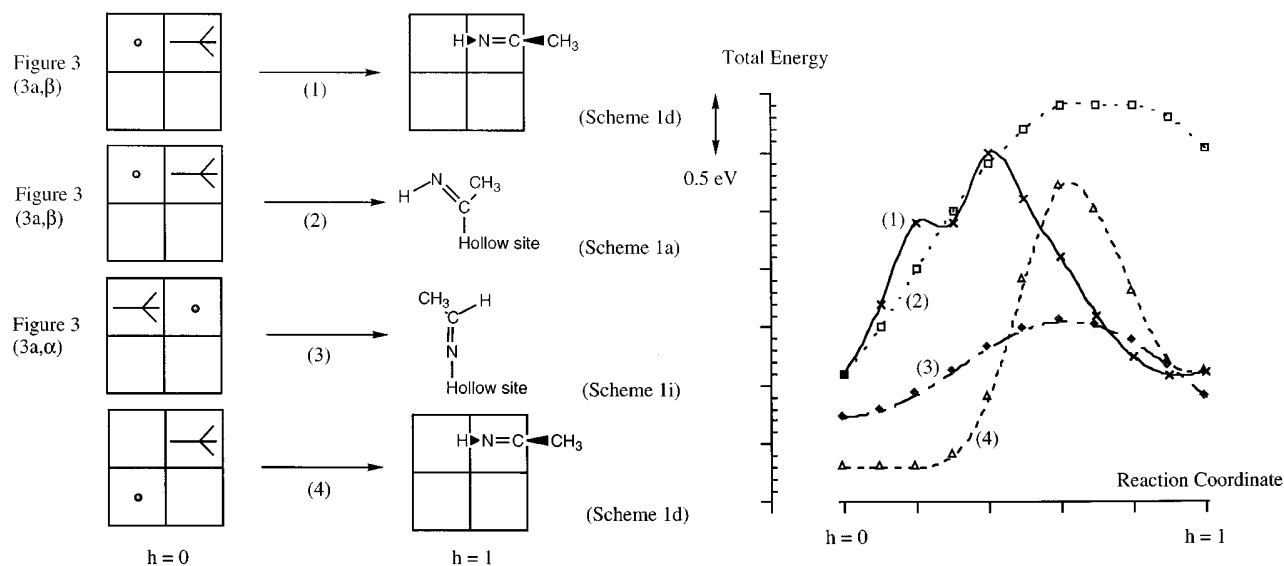 Figure 3
(3a,β)
(1)
H N=C CH₃
(Scheme 1d)
Figure 3
(3a,β)
(2)
H N CH₃
C
Hollow site
(Scheme 1a)
Figure 3
(3a,α)
(3)
CH₃ C H
N
Hollow site
(Scheme 1i)
(4)
H N=C CH₃
(Scheme 1d)
h = 0
h = 1
Total Energy
0.5 eV
(1)
(2)
(3)
(4)
Reaction Coordinate
h = 0
h = 1